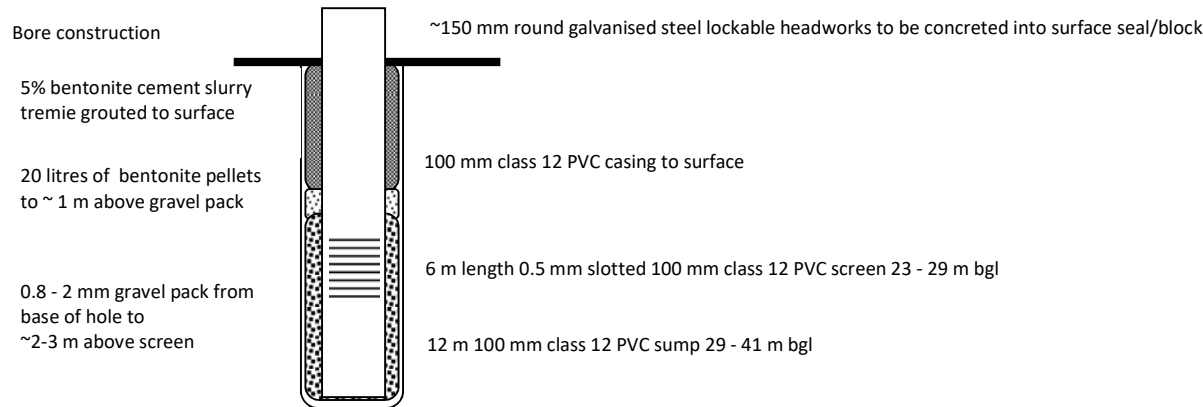 Bore construction
~150 mm round galvanised steel lockable headworks to be concreted into surface seal/block
5% bentonite cement slurry
tremie grouted to surface
100 mm class 12 PVC casing to surface
20 litres of  bentonite pellets
to ~ 1 m above gravel pack
6 m length 0.5 mm slotted 100 mm class 12 PVC screen 23 - 29 m bgl
0.8 - 2 mm gravel pack from
base of hole to
~2-3 m above screen
12 m 100 mm class 12 PVC sump 29 - 41 m bgl